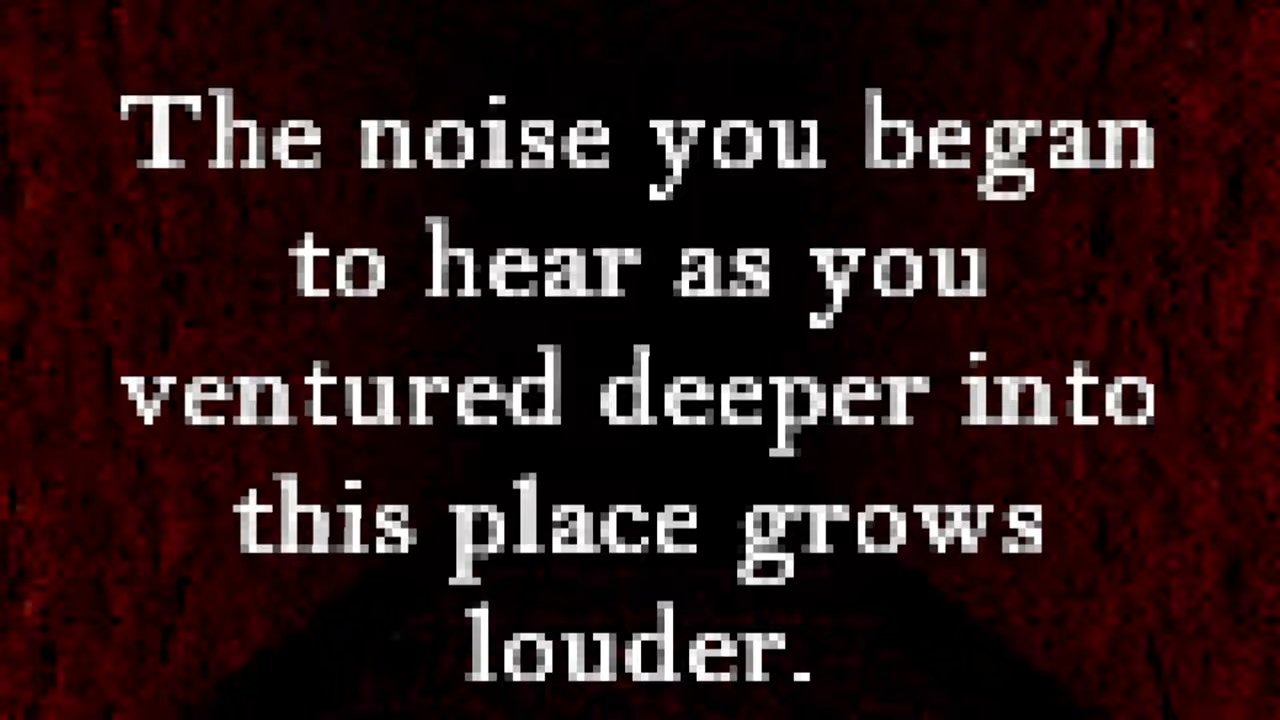 The noise you began
to hear as you
ventured deeper into
this place grows
louder.